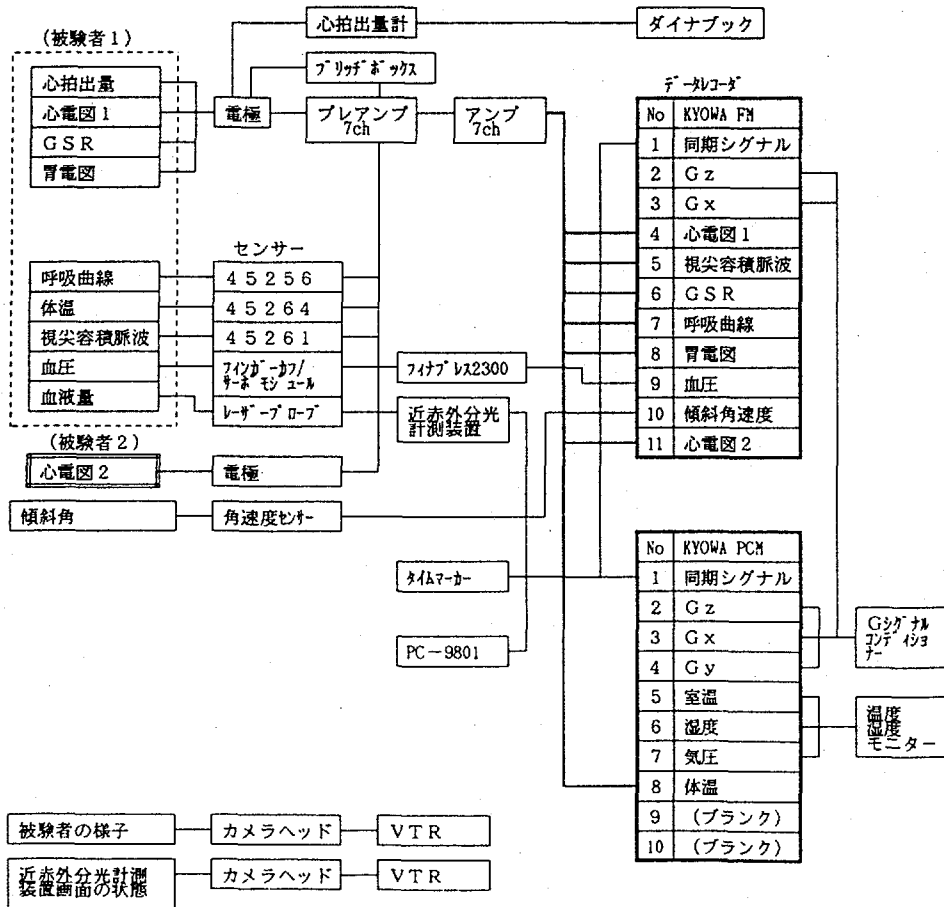 心拍出量計
ダイナブック
(被験者1)
ブリッヂボックス
心拍出量
心電図1
GSR
胃電図
電極
プレアンプ
7ch
アンプ
7ch
データレコーダ
No KYOWA FM
1 同期シグナル
2 Gz
3 Gx
4 心電図1
5 視尖容積脈波
6 GSR
7 呼吸曲線
8 胃電図
9 血圧
10 傾斜角速度
11 心電図2
センサー
呼吸曲線
45256
体温
45264
視尖容積脈波
45261
血圧
フィンガーカフ/
サーボモジュール
フィナプレス2300
血液量
レーザープローブ
近赤外分光
計測装置
(被験者2)
心電図2
電極
傾斜角
角速度センサー
タイムマーカー
PC-9801
No KYOWA PCM
1 同期シグナル
2 Gz
3 Gx
4 Gy
5 室温
6 湿度
7 気圧
8 体温
9 (ブランク)
10 (ブランク)
Gシグナル
コンディショ
ナー
温度
湿度
モニター
被験者の様子
カメラヘッド
VTR
近赤外分光計測
装置画面の状態
カメラヘッド
VTR